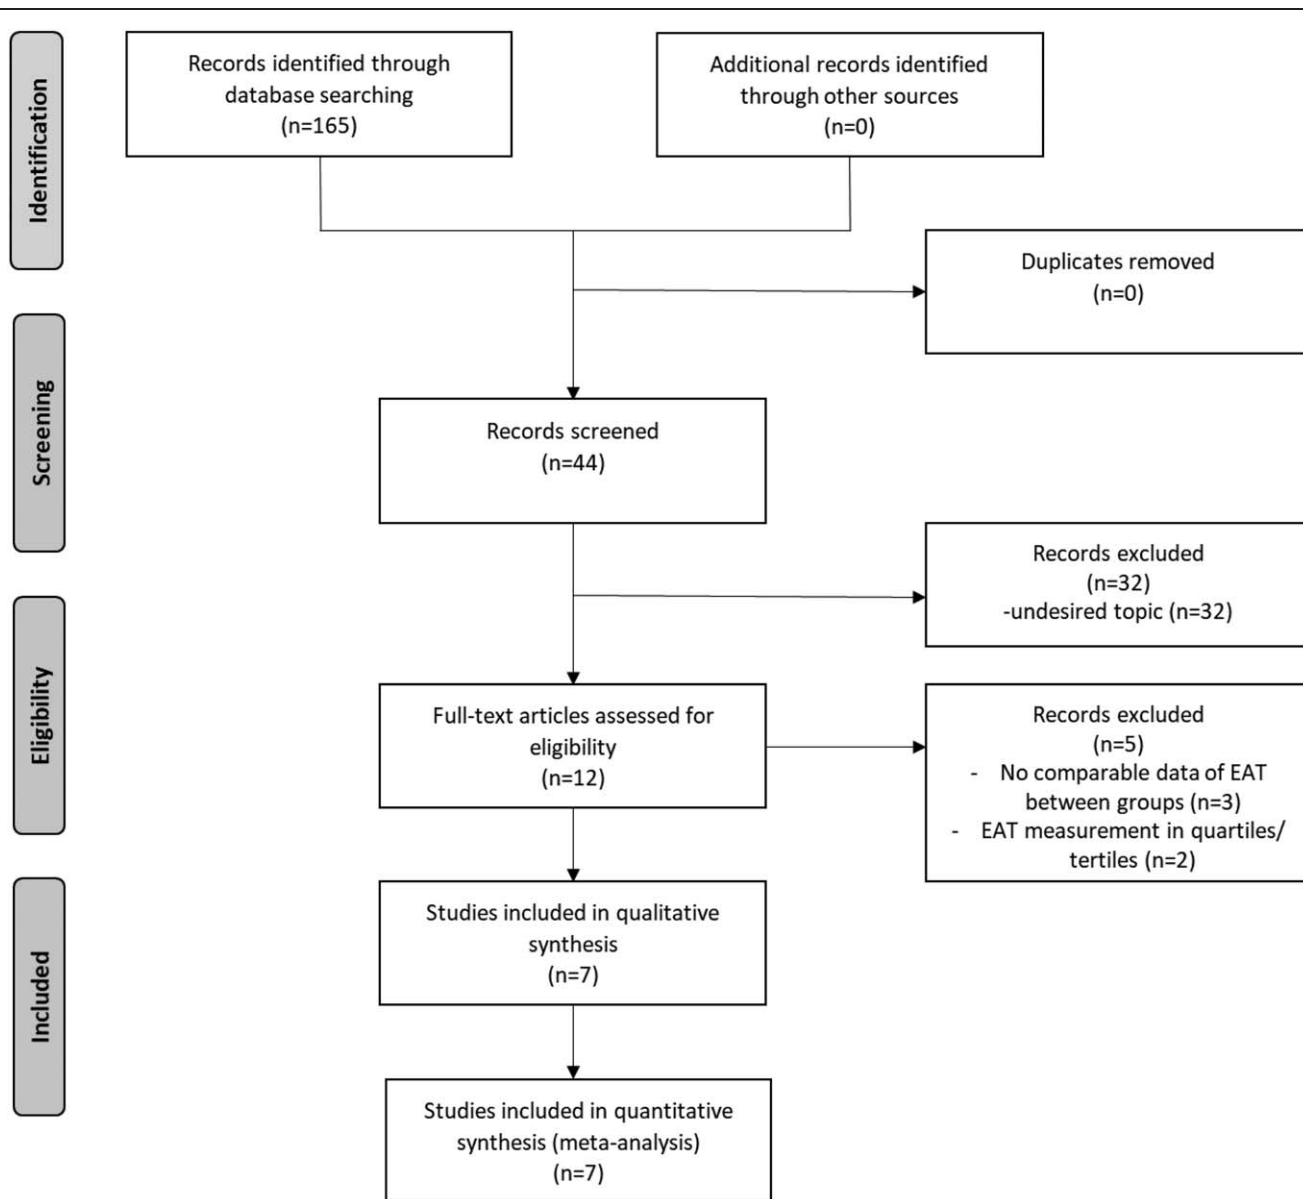 Identification
Records identified through
database searching
(n=165)
Additional records identified
through other sources
(n=0)
Duplicates removed
(n=0)
Screening
Records screened
(n=44)
Records excluded
(n=32)
-undesired topic (n=32)
Eligibility
Full-text articles assessed for
eligibility
(n=12)
Records excluded
(n=5)
- No comparable data of EAT
between groups (n=3)
- EAT measurement in quartiles/
tertiles (n=2)
Included
Studies included in qualitative
synthesis
(n=7)
Studies included in quantitative
synthesis (meta-analysis)
(n=7)